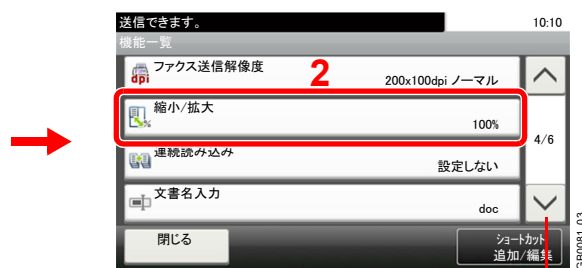 送信できます。
10:10
機能一覧
ファクス送信解像度
2
200x100dpi ノーマル
縮小/拡大
100%
4/6
連続読み込み
設定しない
文書名入力
doc
閉じる
ショートカット
追加/編集